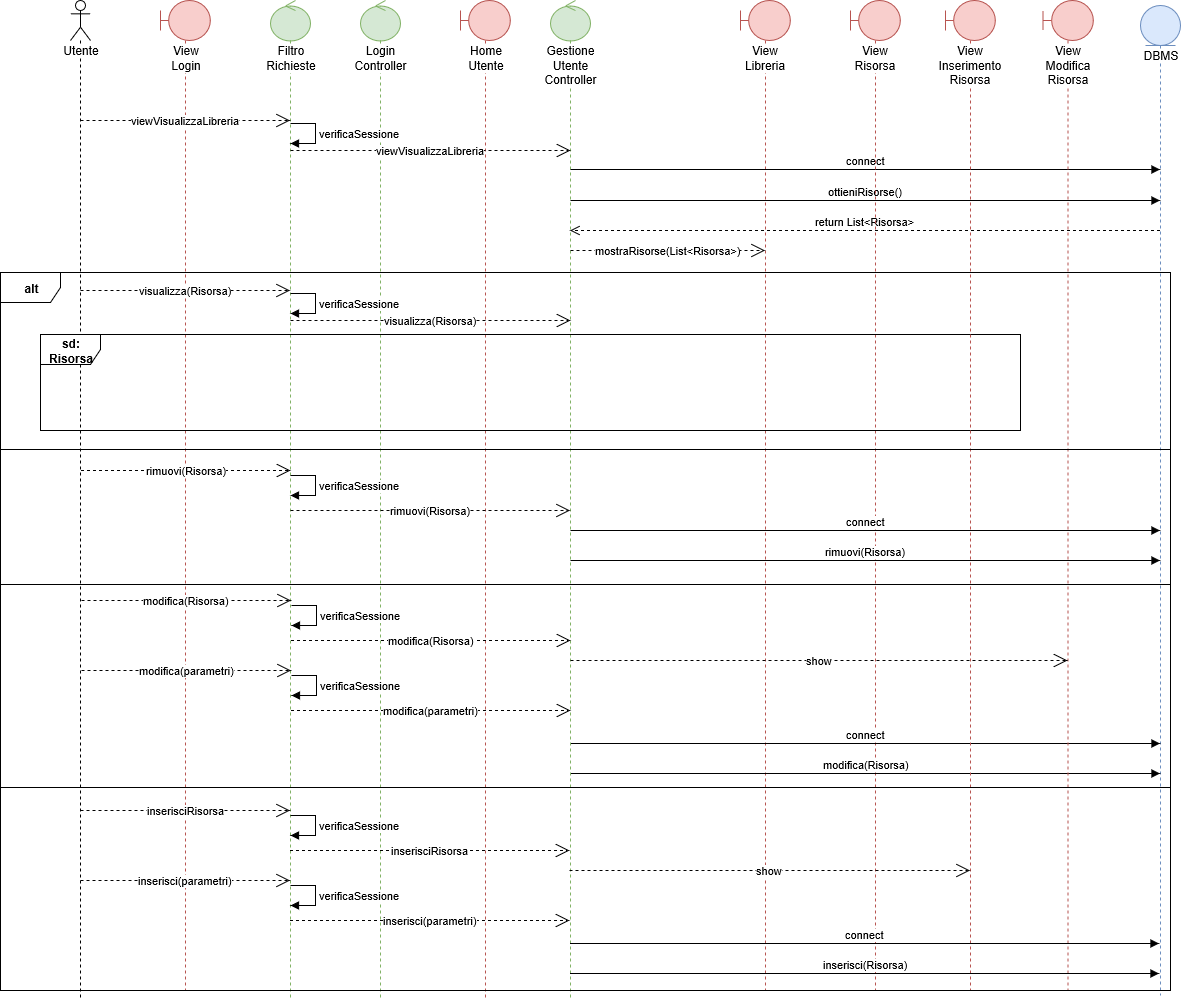 Utente
View
Login
Filtro
Richieste
Login
Controller
Home
Utente
Gestione
Utente
Controller
View
Libreria
View
Risorsa
View
Inserimento
Risorsa
View
Modifica
Risorsa
DBMS
viewVisualizzaLibreria
verificaSessione
viewVisualizzaLibreria
connect
ottieniRisorse()
return List<Risorsa>
mostraRisorse(List<Risorsa>)
alt
visualizza(Risorsa)
verificaSessione
visualizza(Risorsa)
sd:
Risorsa
rimuovi(Risorsa)
verificaSessione
rimuovi(Risorsa)
connect
rimuovi(Risorsa)
modifica(Risorsa)
verificaSessione
modifica(Risorsa)
show
modifica(parametri)
verificaSessione
modifica(parametri)
connect
modifica(Risorsa)
inserisciRisorsa
verificaSessione
inserisciRisorsa
show
inserisci(parametri)
verificaSessione
inserisci(parametri)
connect
inserisci(Risorsa)